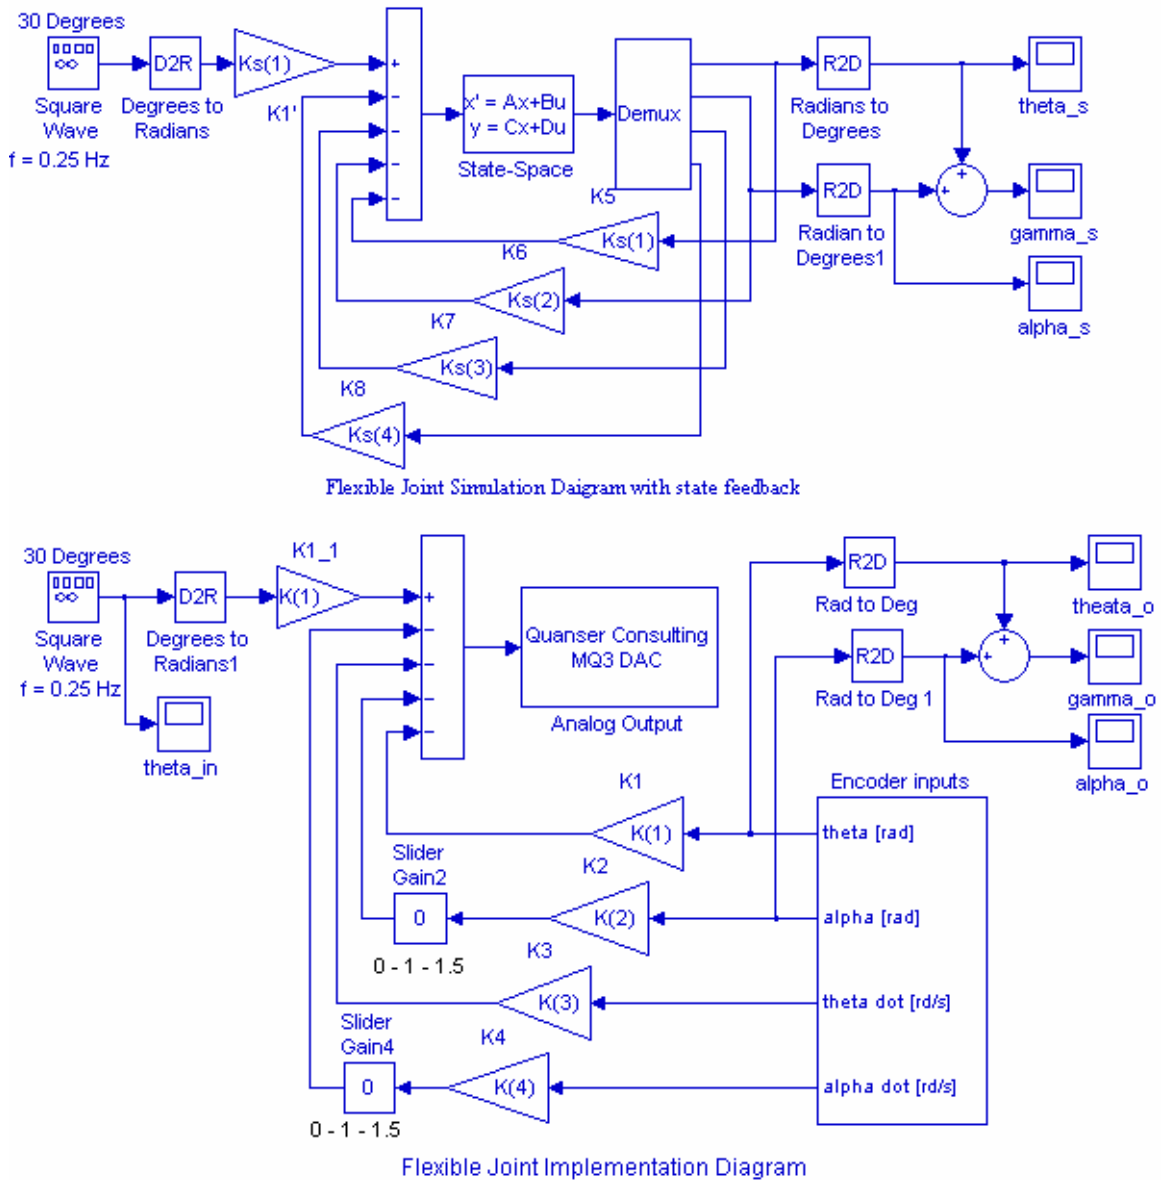 30 Degrees
Square
Wave
f = 0.25 Hz
D2R
Degrees to
Radians
Ks(1)
K1'
+
−
−
−
−
x' = Ax+Bu
y = Cx+Du
State-Space
Demux
R2D
Radians to
Degrees
theta_s
R2D
Radian to
Degrees1
+
+
gamma_s
alpha_s
K5
Ks(1)
K6
Ks(2)
K7
Ks(3)
K8
Ks(4)
Flexible Joint Simulation Daigram with state feedback
30 Degrees
Square
Wave
f = 0.25 Hz
theta_in
D2R
Degrees to
Radians1
K1_1
K(1)
+
−
−
−
−
Quanser Consulting
MQ3 DAC
Analog Output
R2D
Rad to Deg
theata_o
R2D
Rad to Deg 1
+
+
gamma_o
alpha_o
Encoder inputs
theta [rad]
alpha [rad]
theta dot [rd/s]
alpha dot [rd/s]
K1
K(1)
K2
K(2)
Slider
Gain2
0
0 - 1 - 1.5
K3
K(3)
K4
K(4)
Slider
Gain4
0
0 - 1 - 1.5
Flexible Joint Implementation Diagram